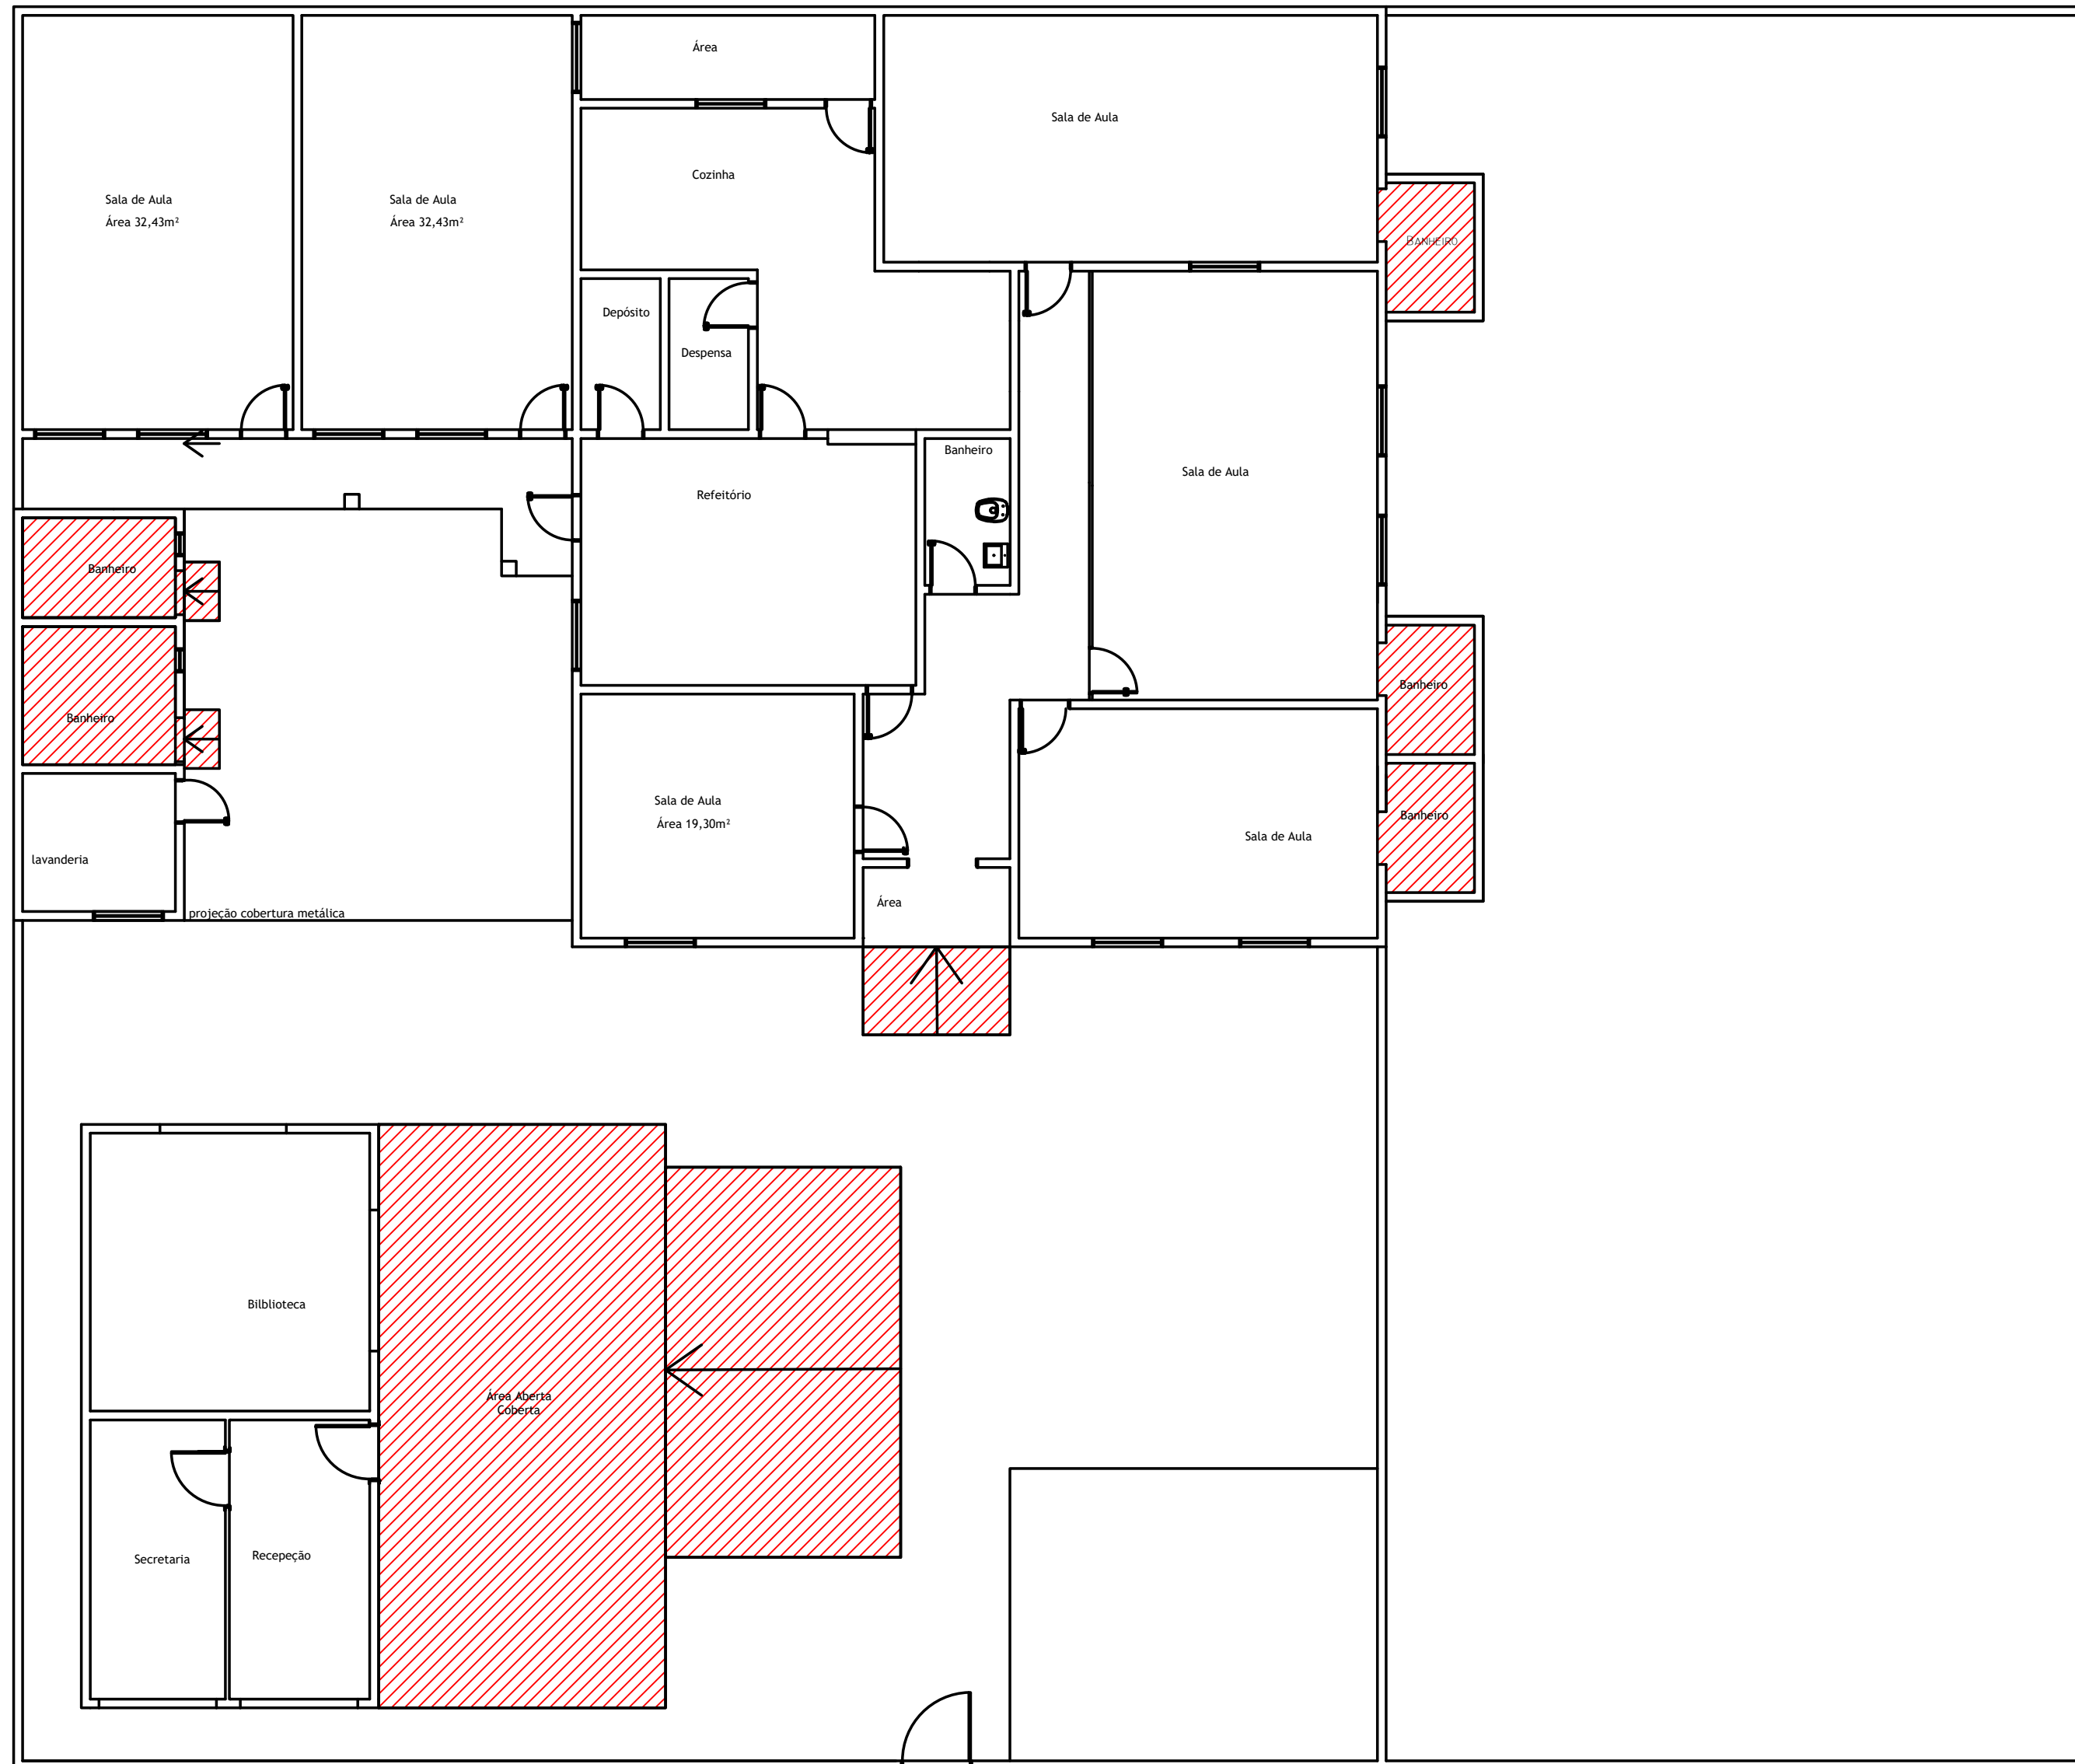 Área
Sala de Aula
Cozinha
Sala de Aula
Área 32,43m²
Sala de Aula
Área 32,43m²
BANHEIRO
Depósito
Despensa
Banheiro
Sala de Aula
Refeitório
Banheiro
Banheiro
Banheiro
Sala de Aula
Área 19,30m²
Banheiro
Sala de Aula
lavanderia
Área
projeção cobertura metálica
Bilblioteca
Área Aberta
Coberta
Secretaria
Recepeção